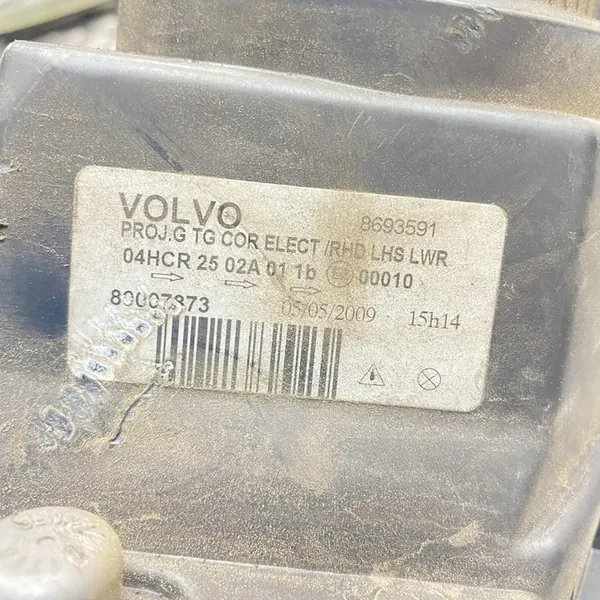 VOLVO 8693591
PROJ.G TG COR ELECT /RHD LHS LWR
04HCR 25 02A 01 1b 00010
05/05/2009 15h14